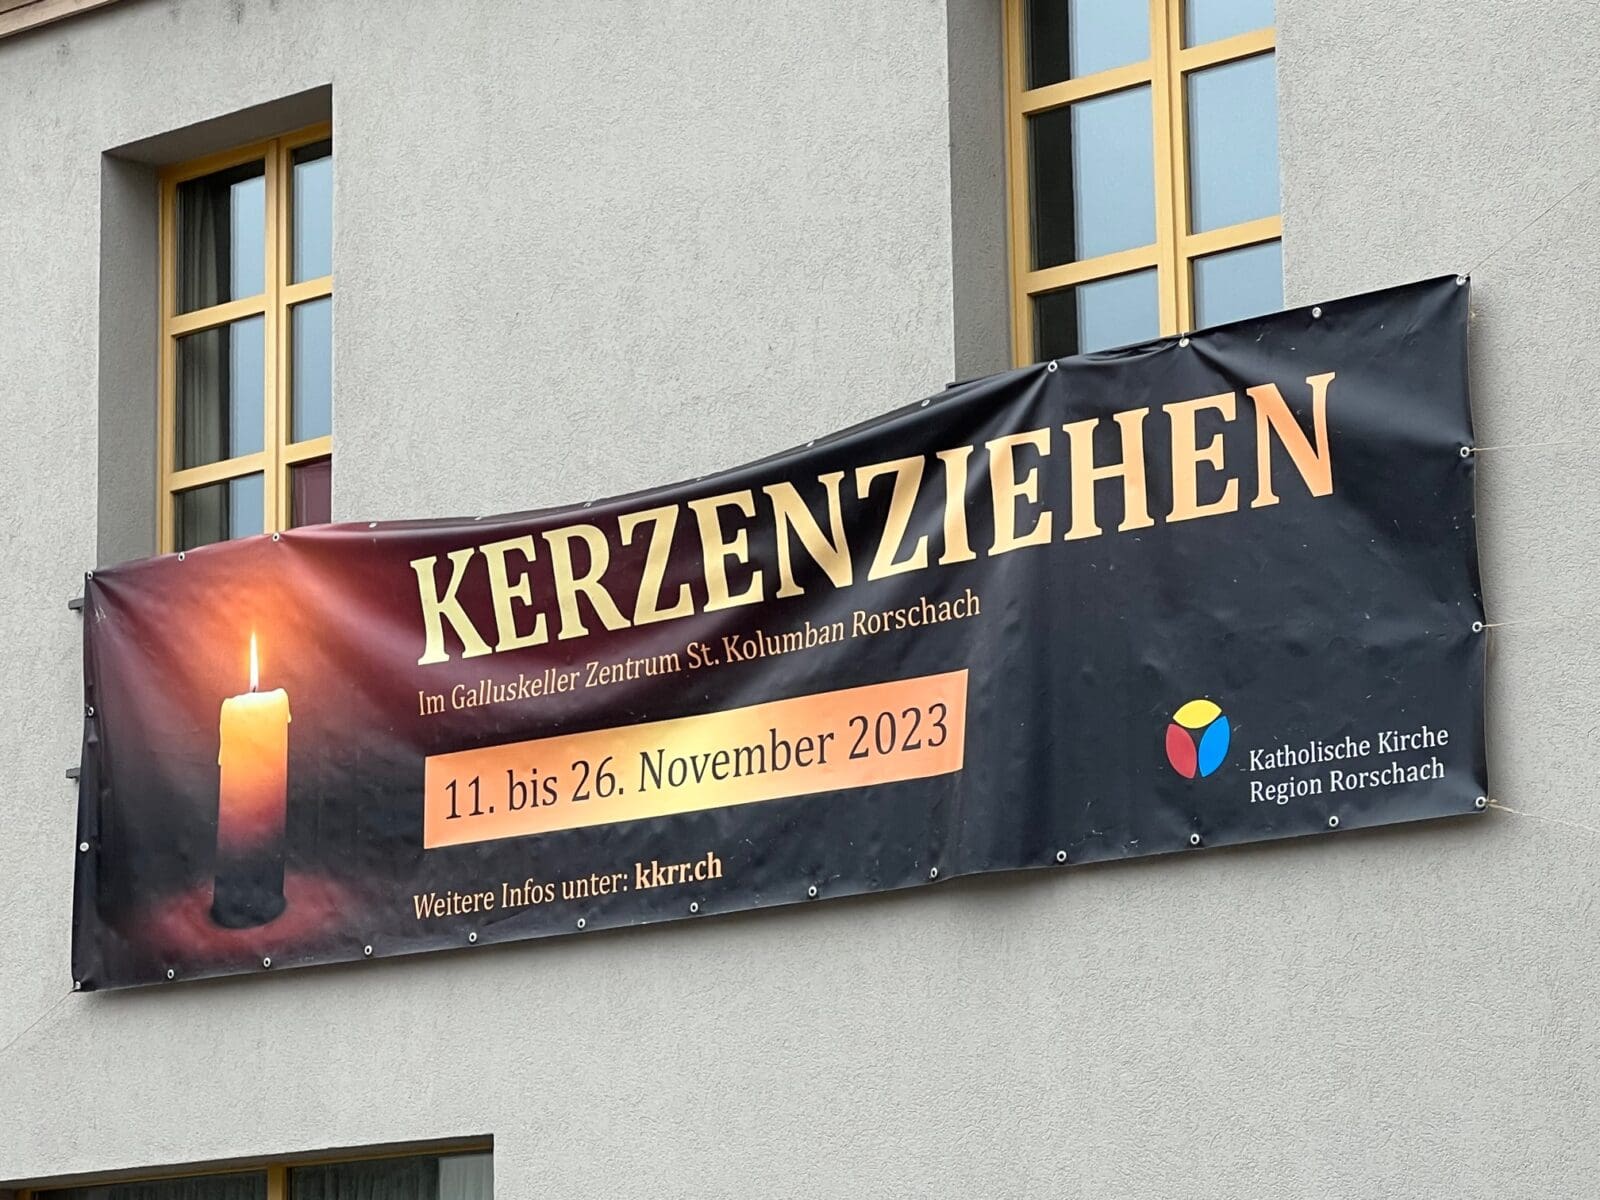 KERZENZIEHEN
Im Galluskeller Zentrum St. Kolumban Rorschach
11. bis 26. November 2023
Weitere Infos unter: kkrr.ch
Katholische Kirche
Region Rorschach